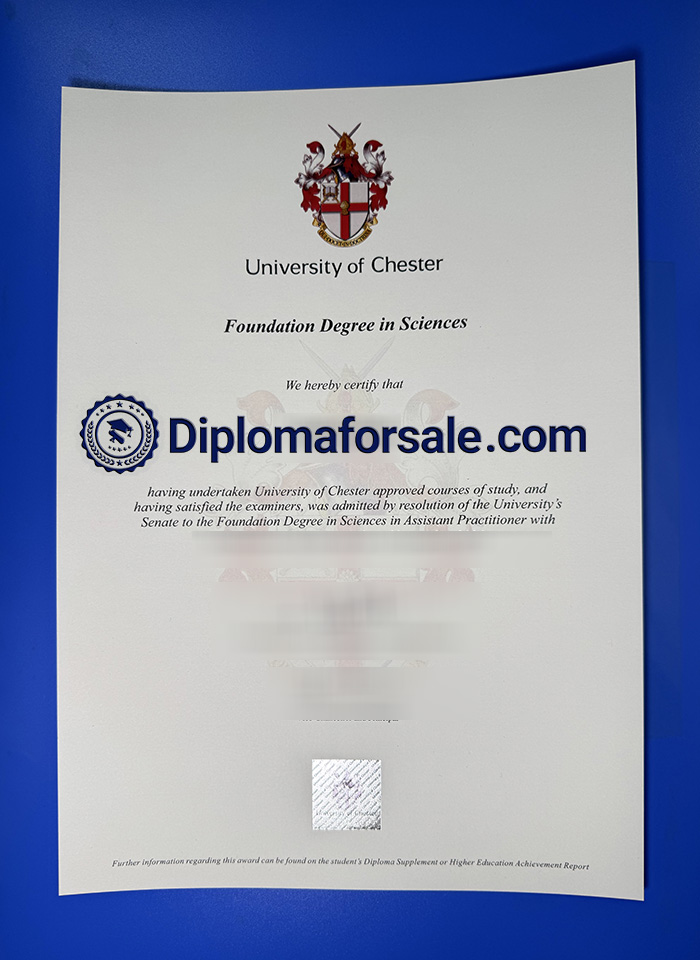 University of Chester
Foundation Degree in Sciences
We hereby certify that
Diplomaforsale.com
having undertaken University of Chester approved courses of study, and
having satisfied the examiners, was admitted by resolution of the University's
Senate to the Foundation Degree in Sciences in Assistant Practitioner with
University of Chester
Further information regarding this award can be found on the student's Diploma Supplement or Higher Education Achievement Report